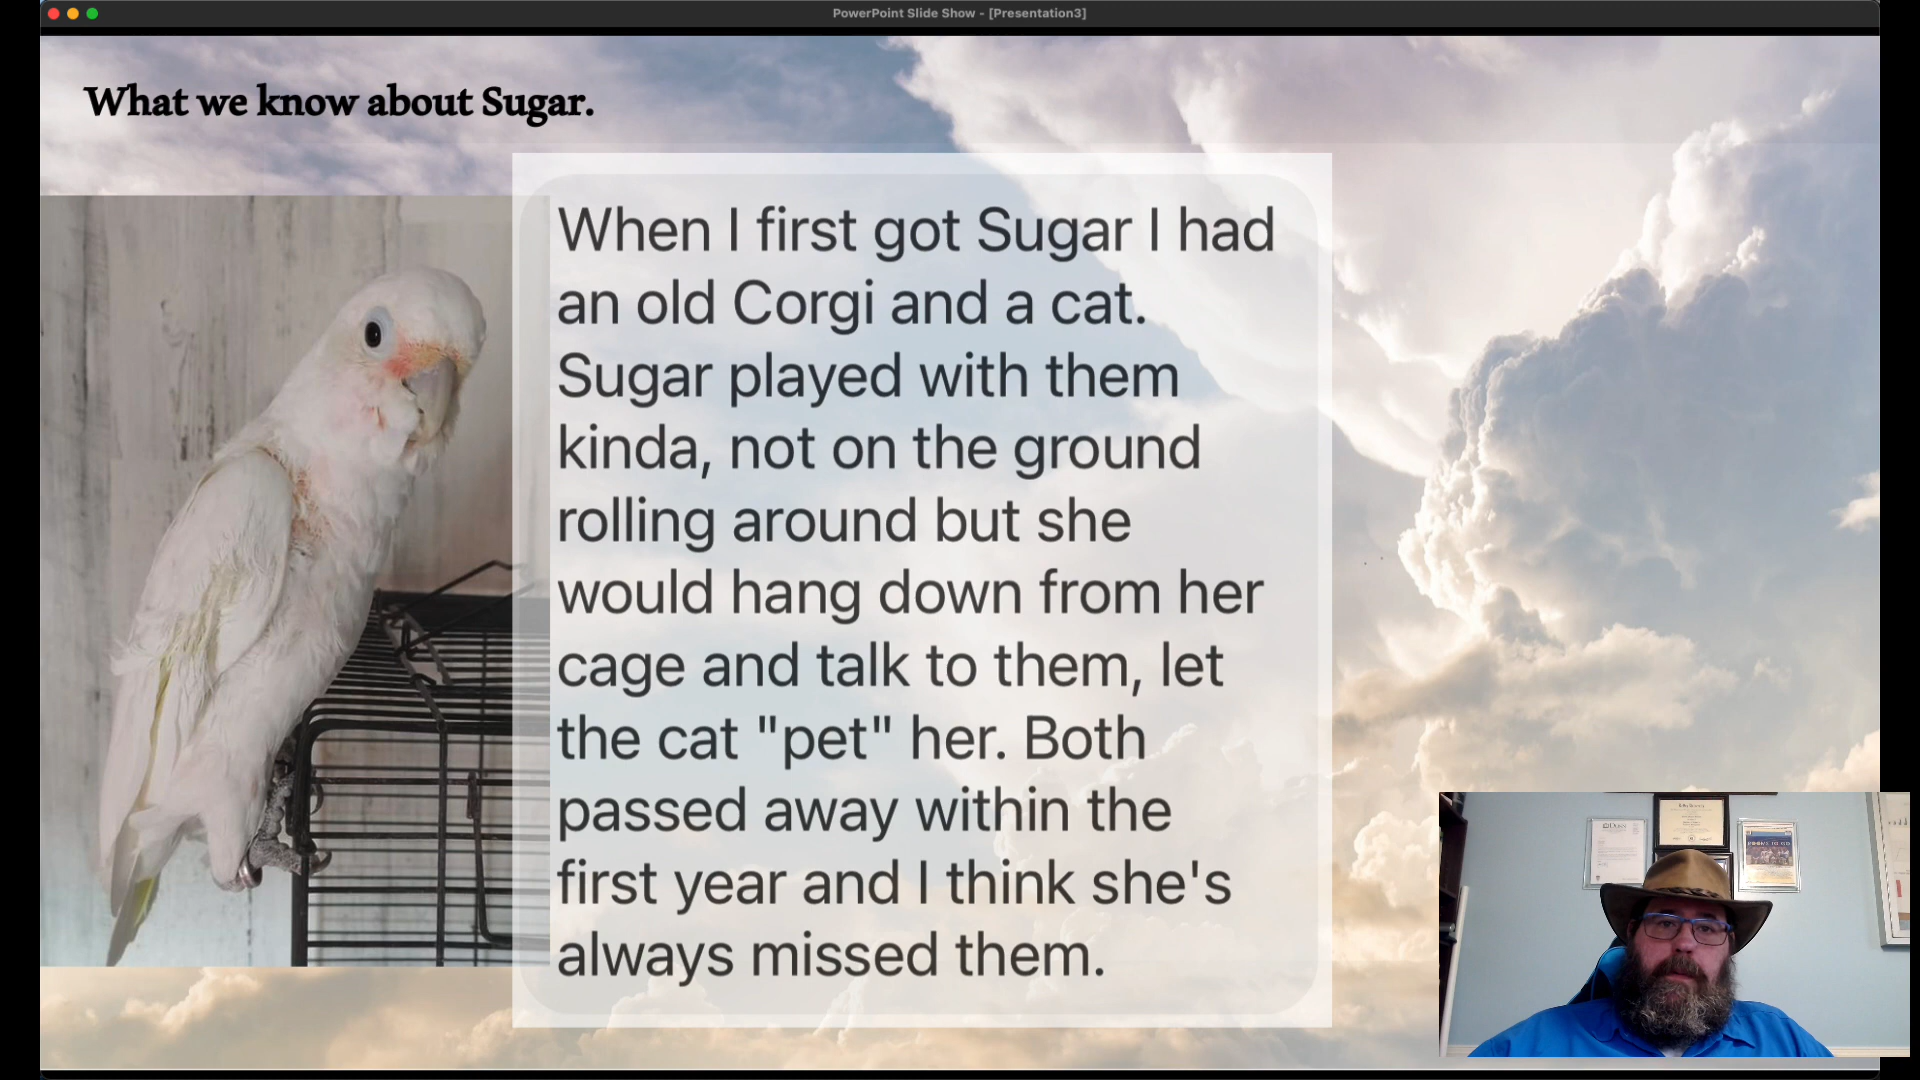 PowerPoint Slide Show - [Presentation3]
What we know about Sugar.
When I first got Sugar I had
an old Corgi and a cat.
Sugar played with them
kinda, not on the ground
rolling around but she
would hang down from her
cage and talk to them, let
the cat "pet" her. Both
passed away within the
first year and I think she's
always missed them.